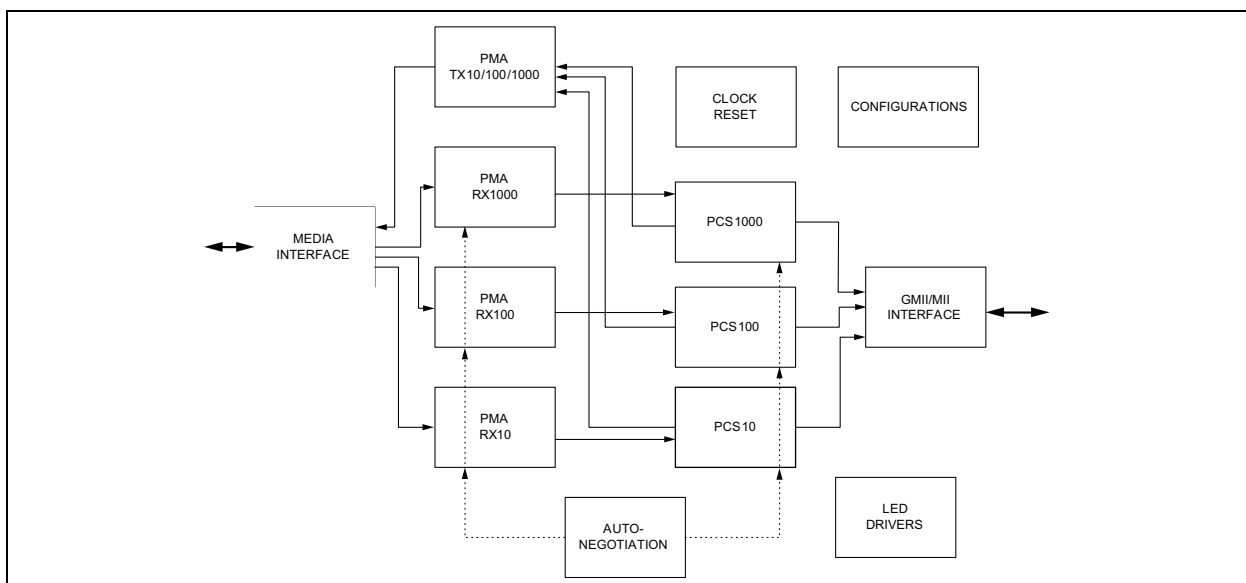 PMA
TX10/100/1000
CLOCK
RESET
CONFIGURATIONS
PMA
RX1000
PCS1000
MEDIA
INTERFACE
PMA
RX100
PCS100
GMII/MII
INTERFACE
PMA
RX10
PCS10
AUTO-
NEGOTIATION
LED
DRIVERS